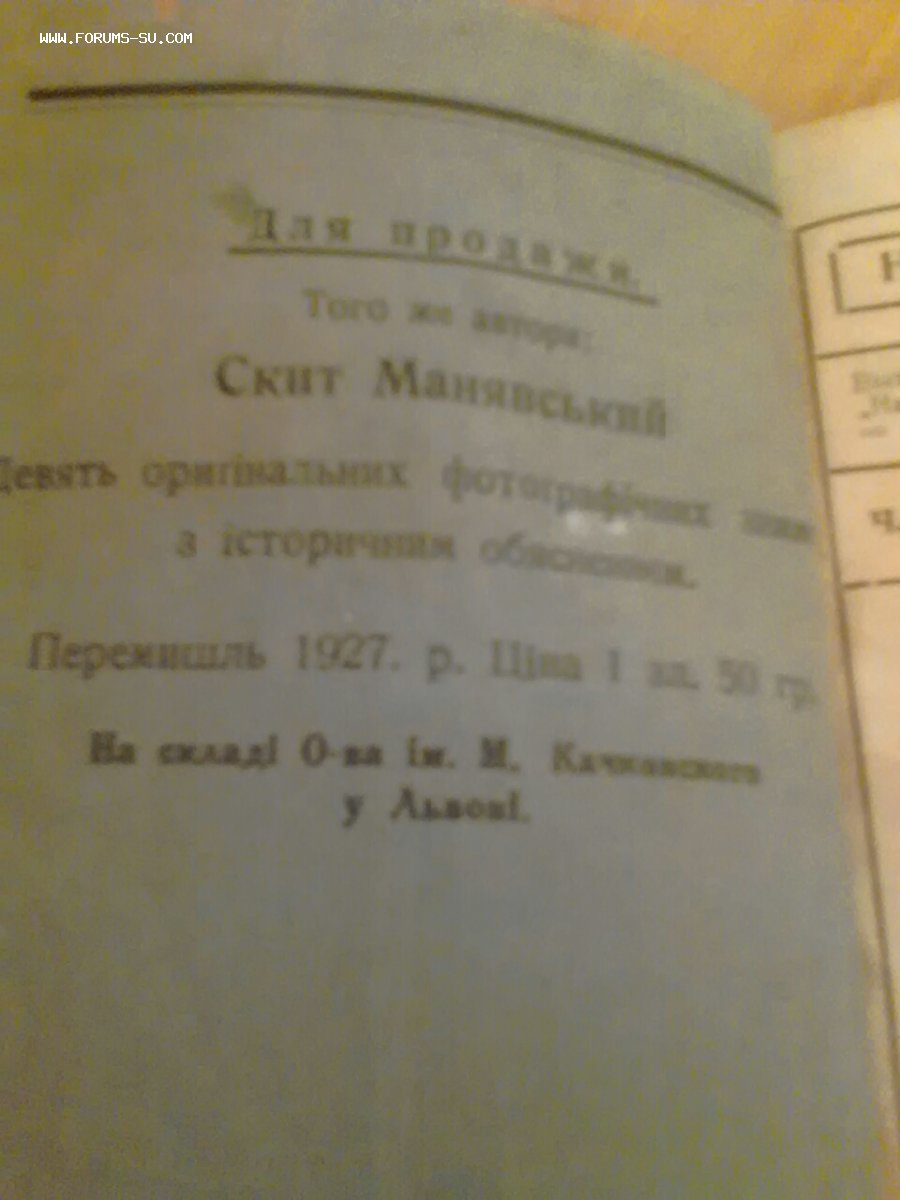 WWW.FORUMS-SU.COM
Для продажи.
Того же автора:
Скит Манявський
Девять оригінальних фотографічних
з історичним обясненєм.
Перемишль 1927. р. Ціна 1 зл. 50 гр.
На складі О-ва ім. М. Качковского
у Львові.